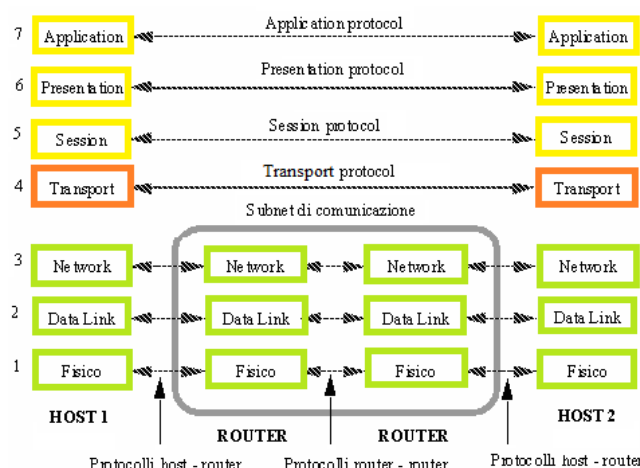 Application protocol
7 Application Application
Presentation protocol
6 Presentation Presentation
Session protocol
5 Session Session
Transport protocol
4 Transport Transport
Subnet di comunicazione
3 Network Network Network Network
2 Data Link Data Link Data Link Data Link
1 Fisico Fisico Fisico Fisico
HOST 1 ROUTER ROUTER HOST 2
Protocolli host - router Protocolli router - router Protocolli host - router